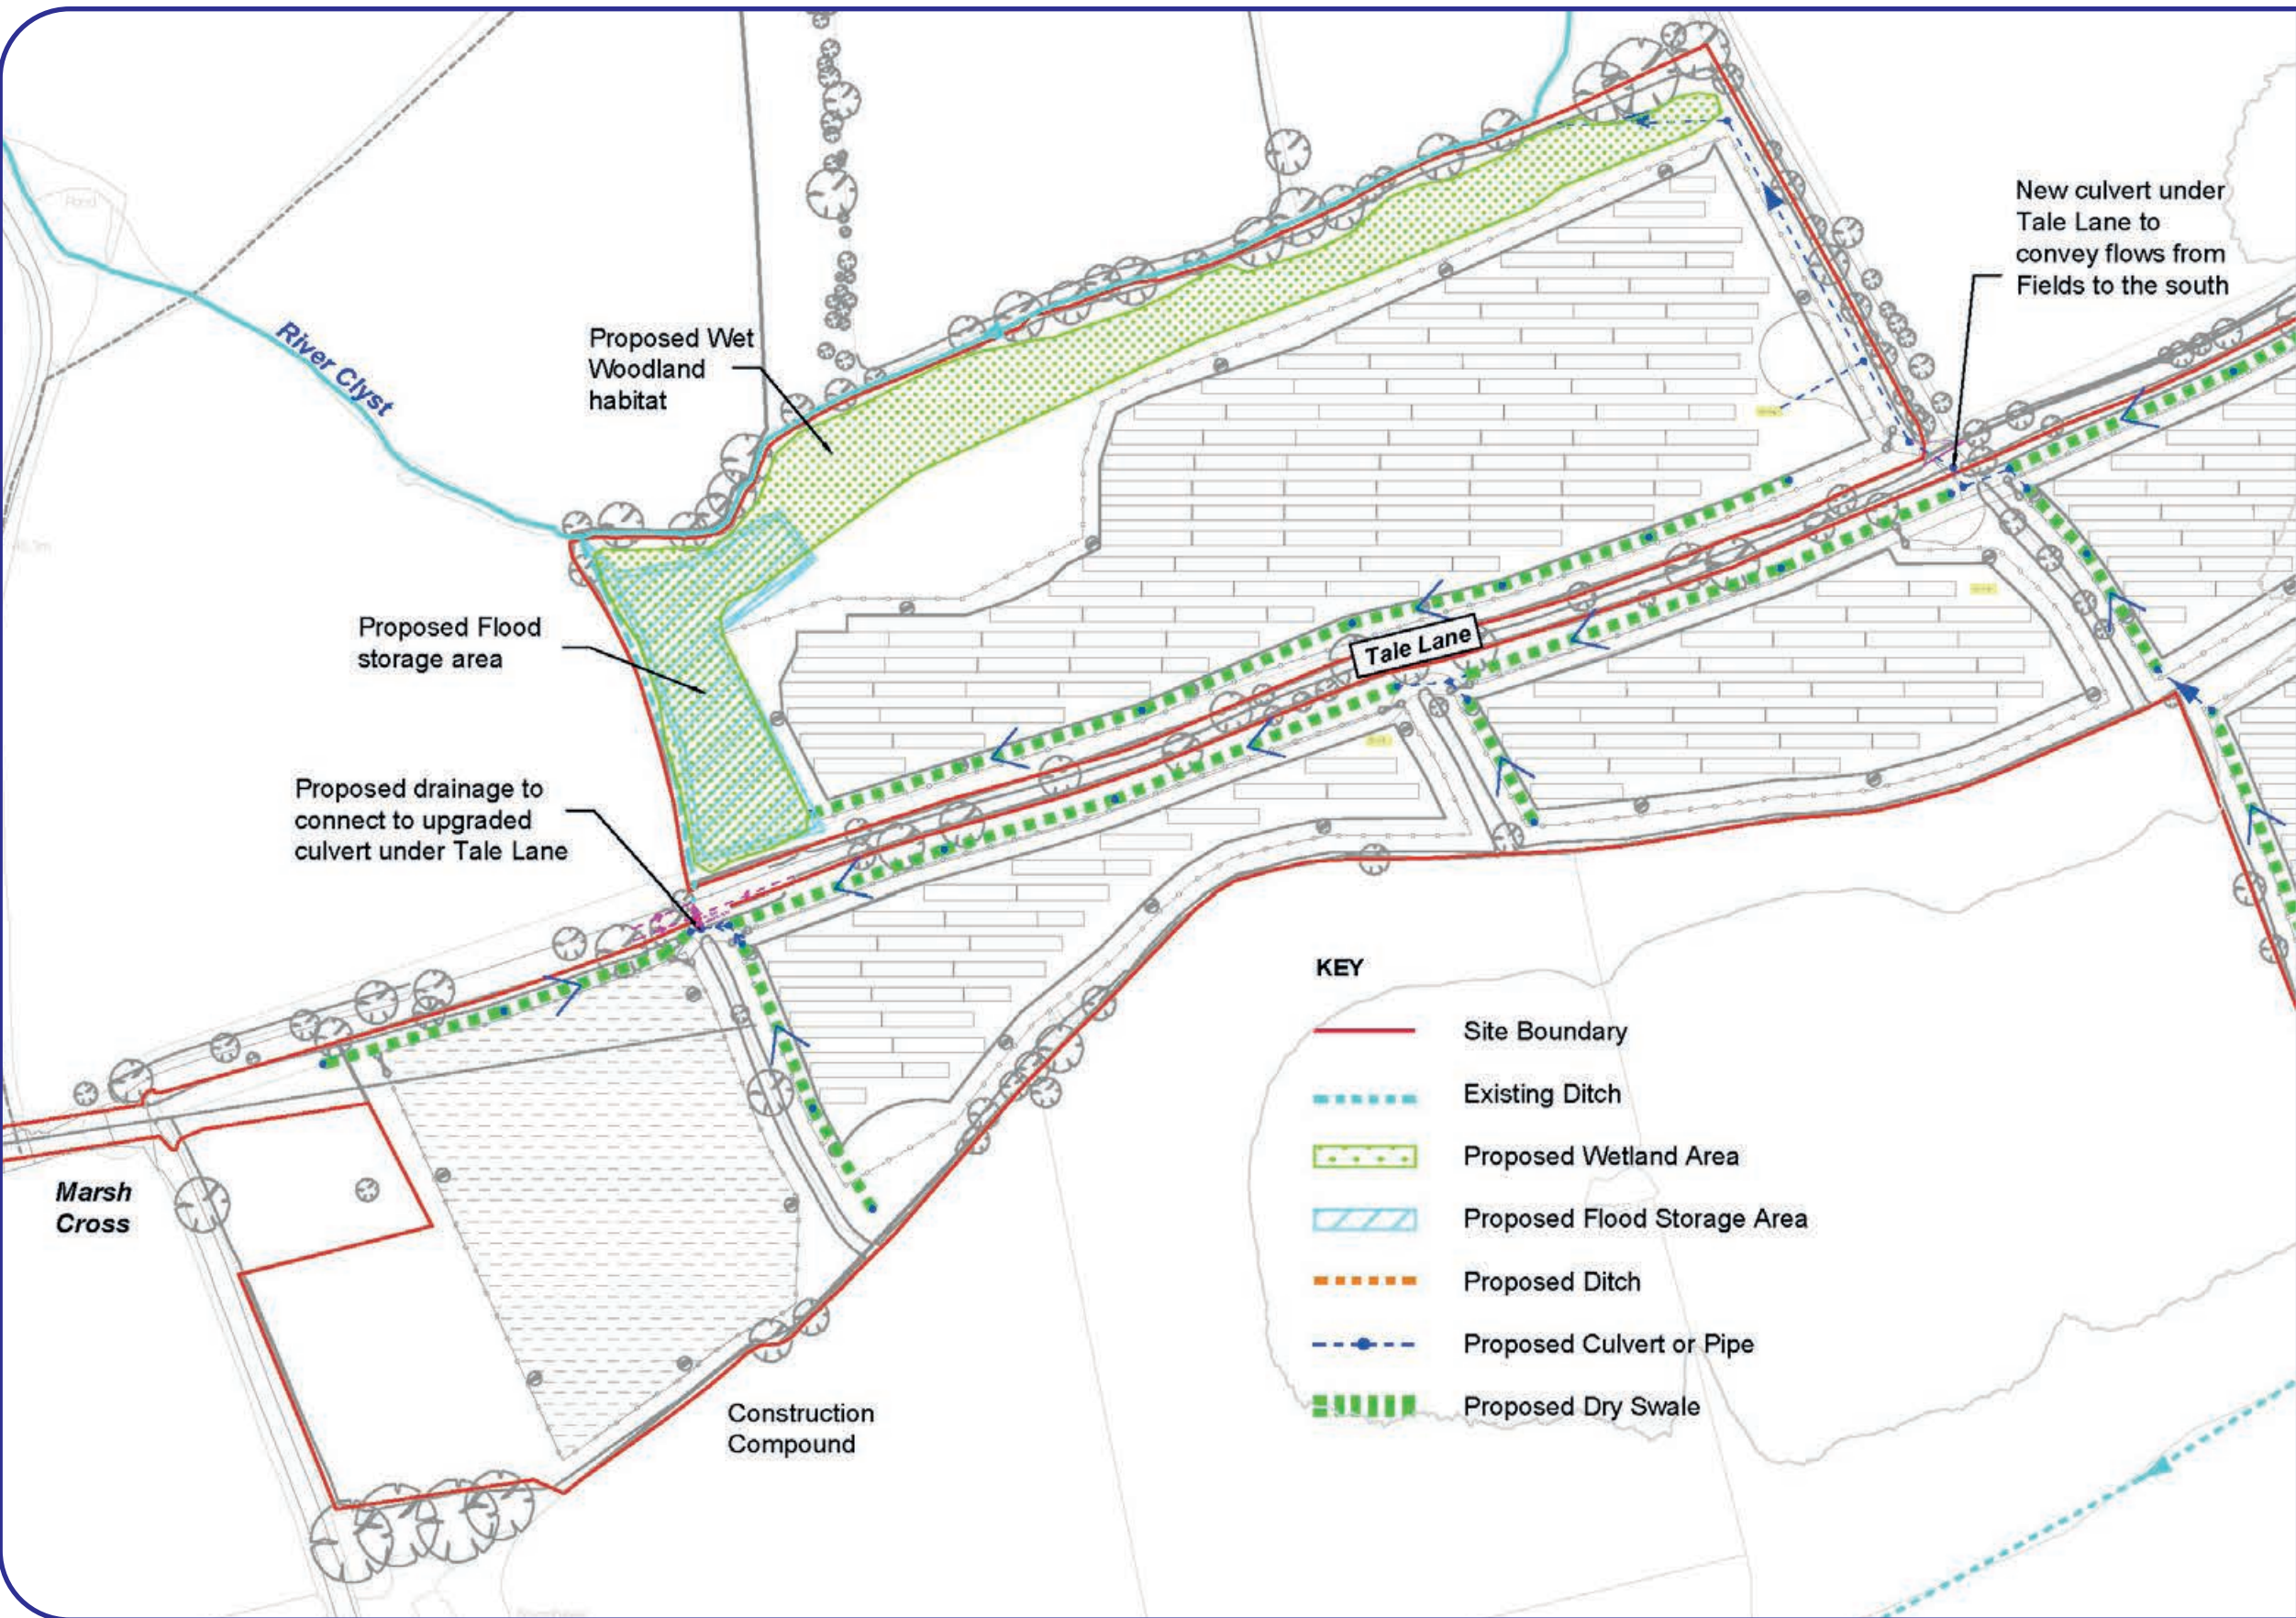 Pond
River Clyst
Proposed Wet
Woodland
habitat
New culvert under
Tale Lane to
convey flows from
Fields to the south
Proposed Flood
storage area
Tale Lane
Proposed drainage to
connect to upgraded
culvert under Tale Lane
Marsh
Cross
Construction
Compound
KEY
Site Boundary
Existing Ditch
Proposed Wetland Area
Proposed Flood Storage Area
Proposed Ditch
Proposed Culvert or Pipe
Proposed Dry Swale